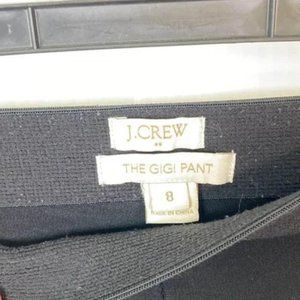 J.CREW
THE GIGI PANT
8
MADE IN CHINA